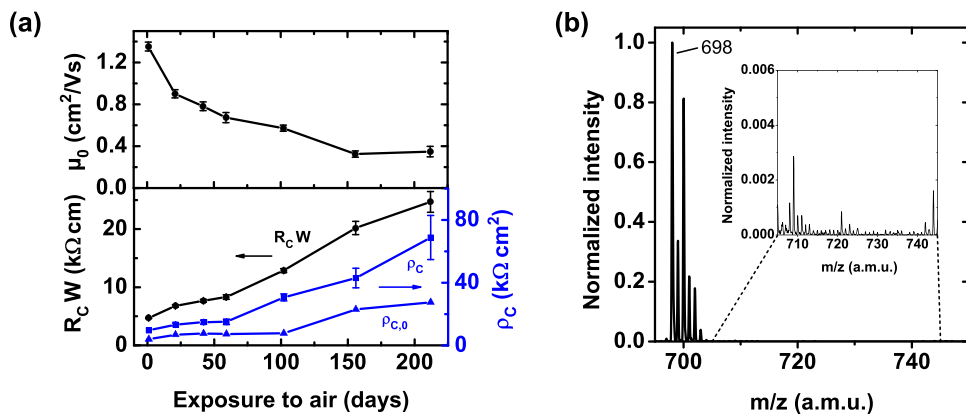 (a)
μ0 (cm2/Vs)
1.2
0.8
0.4
0.0
RC W (kΩ cm)
20
10
0
RC W
ρC
ρC,0
80
40
0
ρC (kΩ cm2)
0 50 100 150 200
Exposure to air (days)
(b)
Normalized intensity
1.0
0.8
0.6
0.4
0.2
0.0
698
700 720 740
m/z (a.m.u.)
Normalized intensity
0.006
0.004
0.002
0.000
710 720 730 740
m/z (a.m.u.)